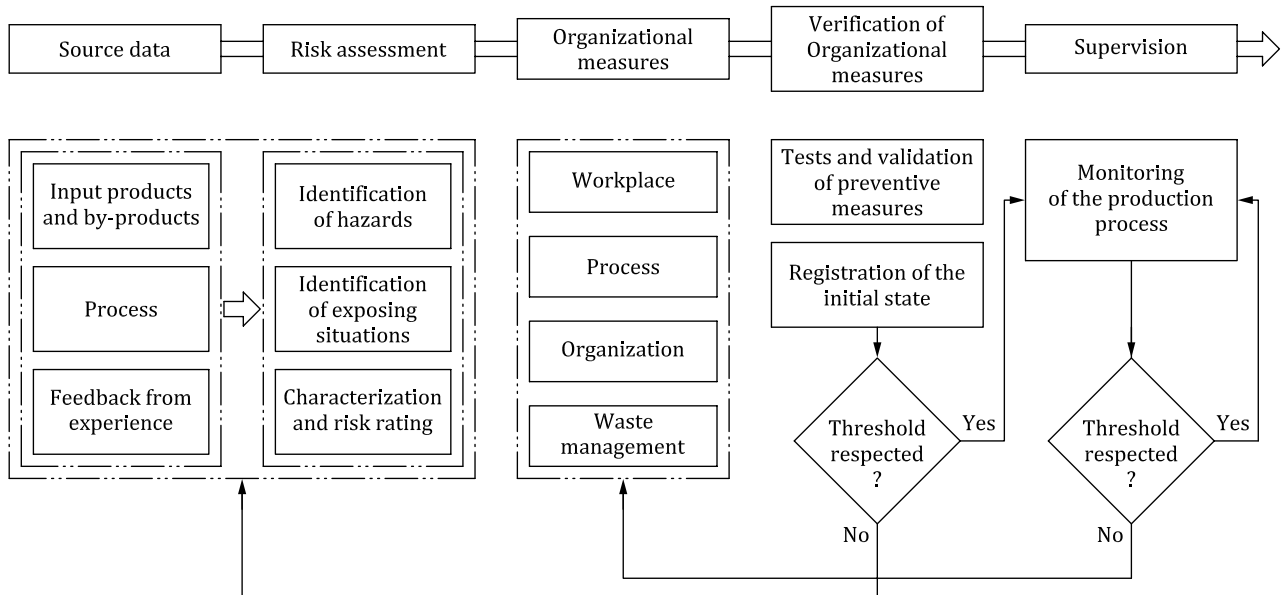 Source data
Risk assessment
Organizational
measures
Verification of
Organizational
measures
Supervision
Input products
and by-products
Process
Feedback from
experience
Identification
of hazards
Identification
of exposing
situations
Characterization
and risk rating
Workplace
Process
Organization
Waste
management
Tests and validation
of preventive
measures
Registration of the
initial state
Threshold
respected
?
Yes
No
Monitoring
of the production
process
Threshold
respected
?
Yes
No